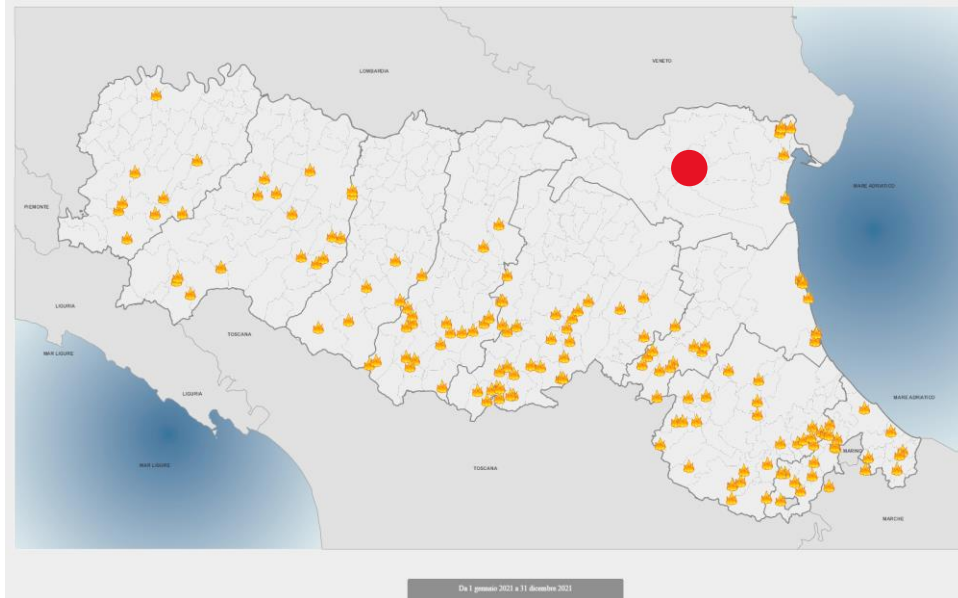 LOMBARDIA
VENETO
MARE ADRIATICO
PIEMONTE
LIGURIA
TOSCANA
MAR LIGURE
LIGURIA
MARE ADRIATICO
MAR LIGURE
TOSCANA
MARINO
MARCHE
Da 1 gennaio 2021 a 31 dicembre 2021